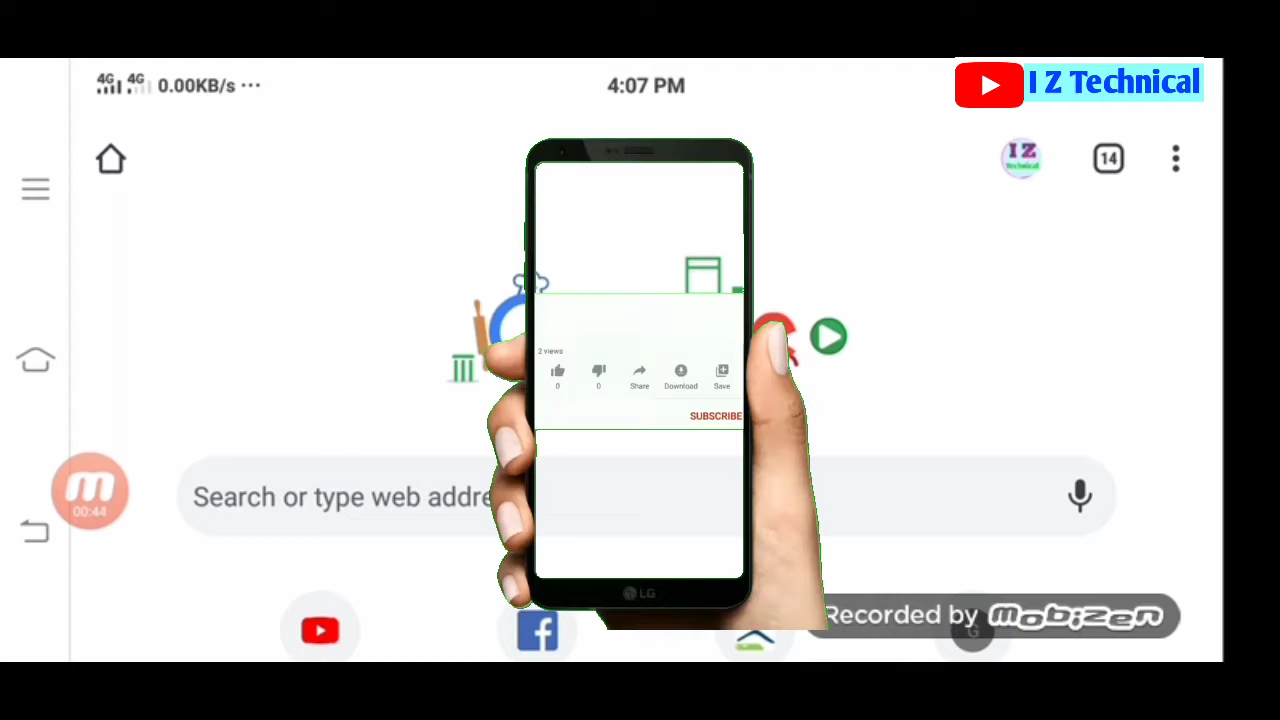 4G 4G 0.00KB/s ...
4:07 PM
I Z Technical
I Z
Technical
14
2 views
0
0
Share
Download
Save
SUBSCRIBE
m
00:44
Search or type web addre
LG
Recorded by mobizen
G